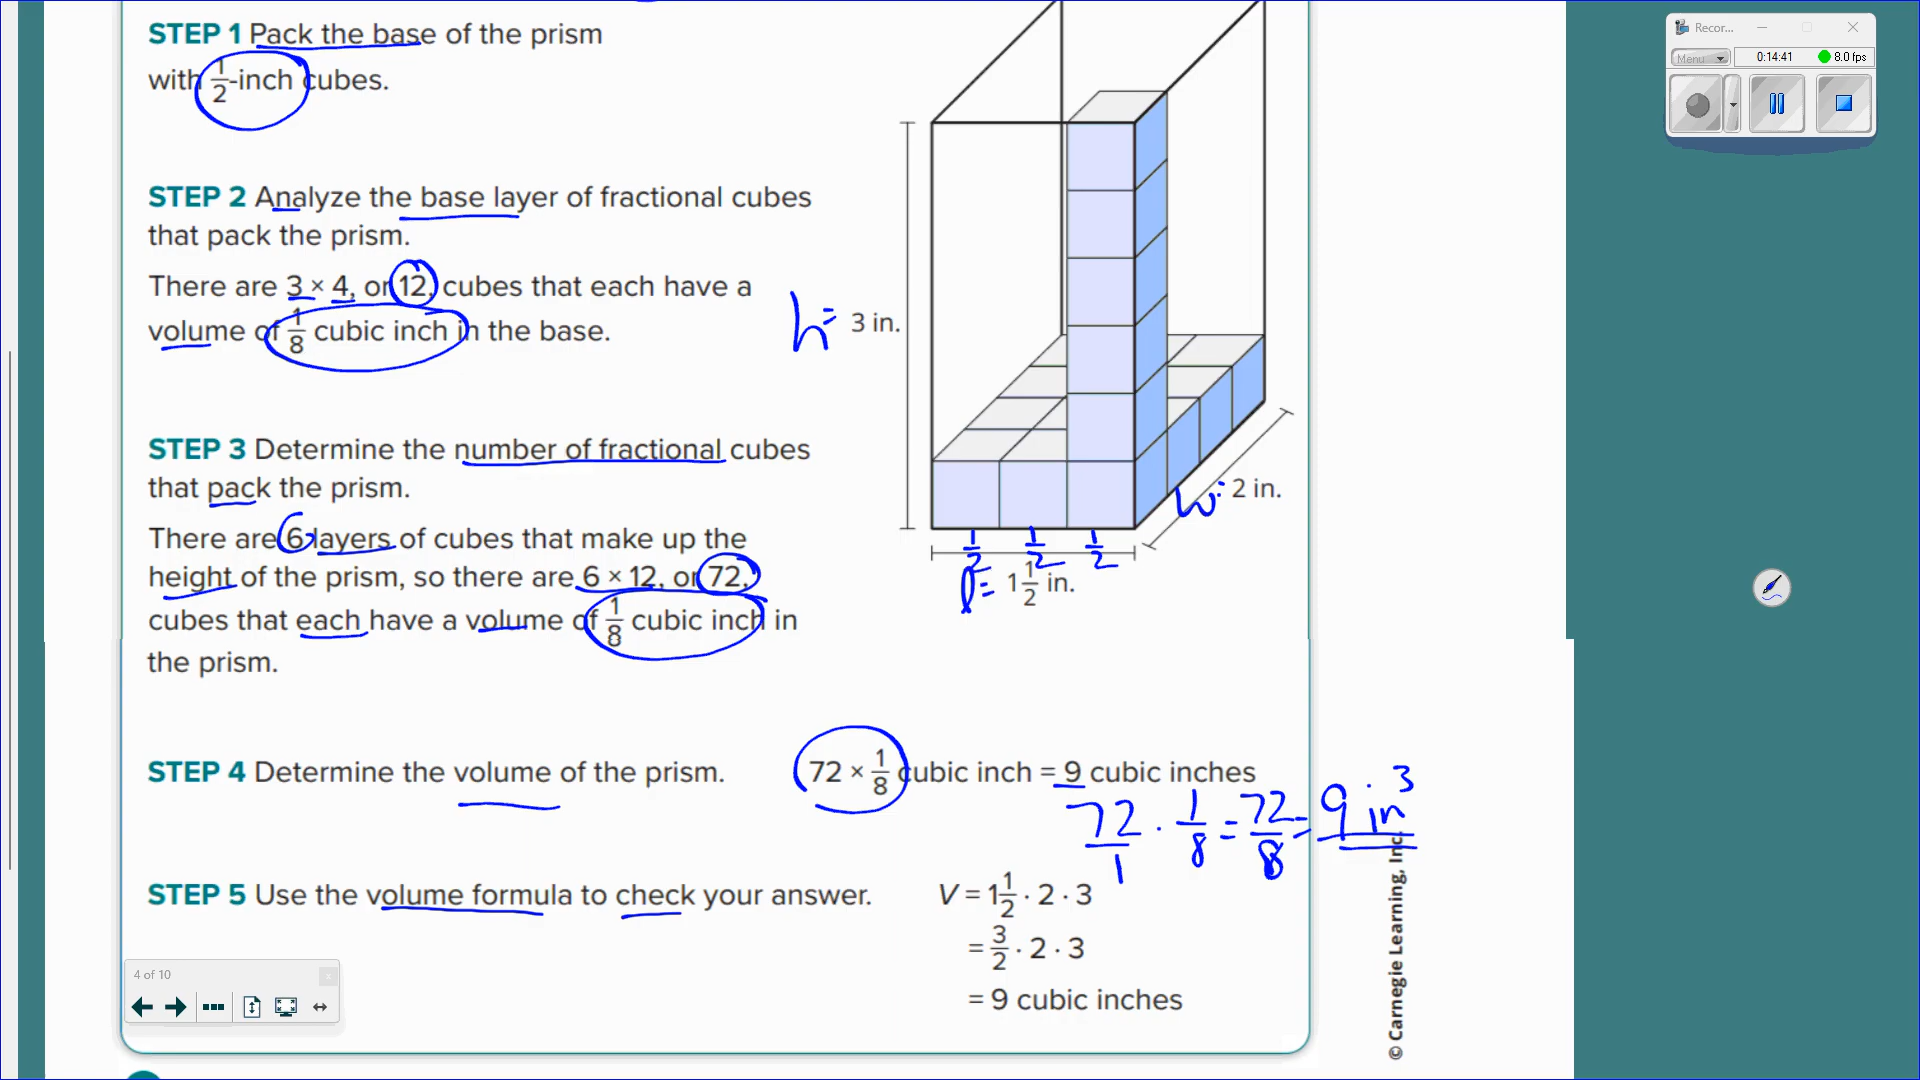 STEP 1 Pack the base of the prism
with 1/2-inch cubes.
STEP 2 Analyze the base layer of fractional cubes
that pack the prism.
There are 3 × 4, or 12, cubes that each have a
volume of 1/8 cubic inch in the base.
STEP 3 Determine the number of fractional cubes
that pack the prism.
There are 6 layers of cubes that make up the
height of the prism, so there are 6 × 12, or 72,
cubes that each have a volume of 1/8 cubic inch in
the prism.
h= 3 in.
w: 2 in.
1/2 1/2 1/2
l= 1 1/2 in.
STEP 4 Determine the volume of the prism.
72 × 1/8 cubic inch = 9 cubic inches
72/1 · 1/8 = 72/8 = 9 in³
STEP 5 Use the volume formula to check your answer.
V = 1 1/2 · 2 · 3
= 3/2 · 2 · 3
= 9 cubic inches
© Carnegie Learning, Inc.
4 of 10
Recor...
Menu
0:14:41
8.0 fps